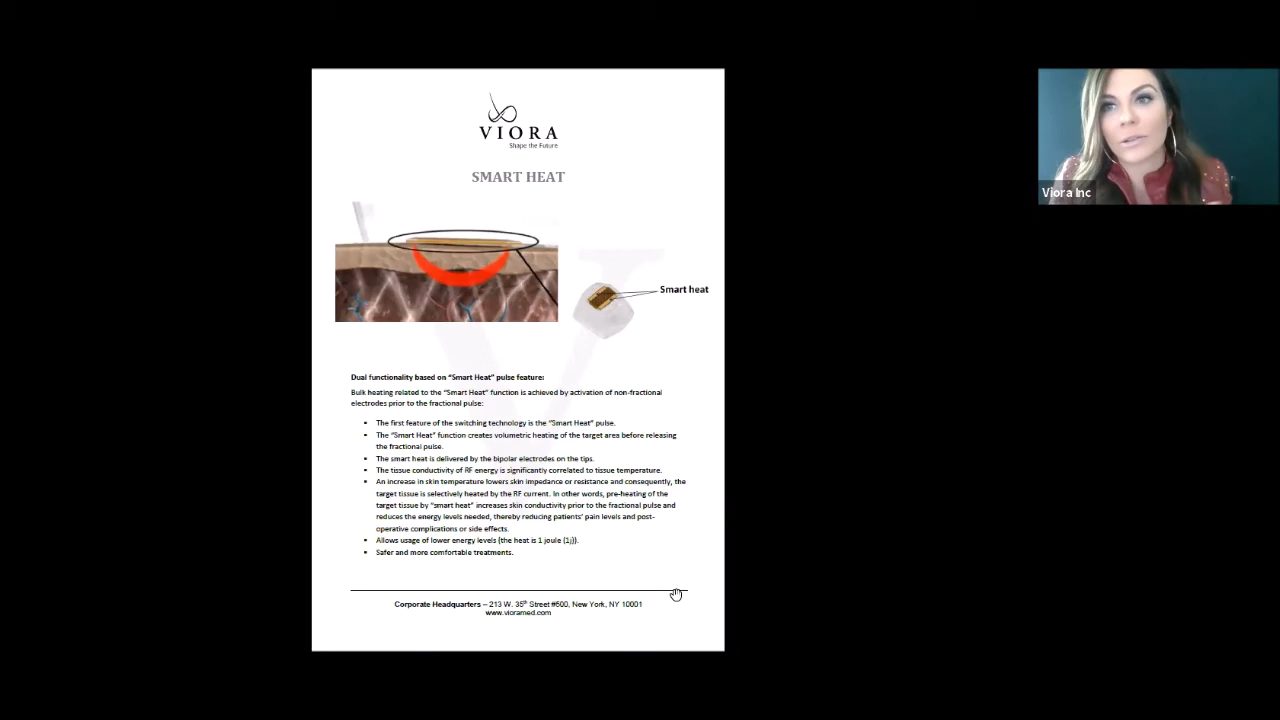 VIORA
Shape the Future
SMART HEAT
Smart heat
Viora Inc
Dual functionality based on “Smart Heat” pulse feature:
Bulk heating related to the “Smart Heat” function is achieved by activation of non-fractional
electrodes prior to the fractional pulse:
▪ The first feature of the switching technology is the “Smart Heat” pulse.
▪ The “Smart Heat” function creates volumetric heating of the target area before releasing
the fractional pulse.
▪ The smart heat is delivered by the bipolar electrodes on the tips.
▪ The tissue conductivity of RF energy is significantly correlated to tissue temperature.
▪ An increase in skin temperature lowers skin impedance or resistance and consequently, the
target tissue is selectively heated by the RF current. In other words, pre-heating of the
target tissue by “smart heat” increases skin conductivity prior to the fractional pulse and
reduces the energy levels needed, thereby reducing patients’ pain levels and post-
operative complications or side effects.
▪ Allows usage of lower energy levels (the heat is 1 joule (1j)).
▪ Safer and more comfortable treatments.
Corporate Headquarters – 213 W. 35th Street #500, New York, NY 10001
www.vioramed.com